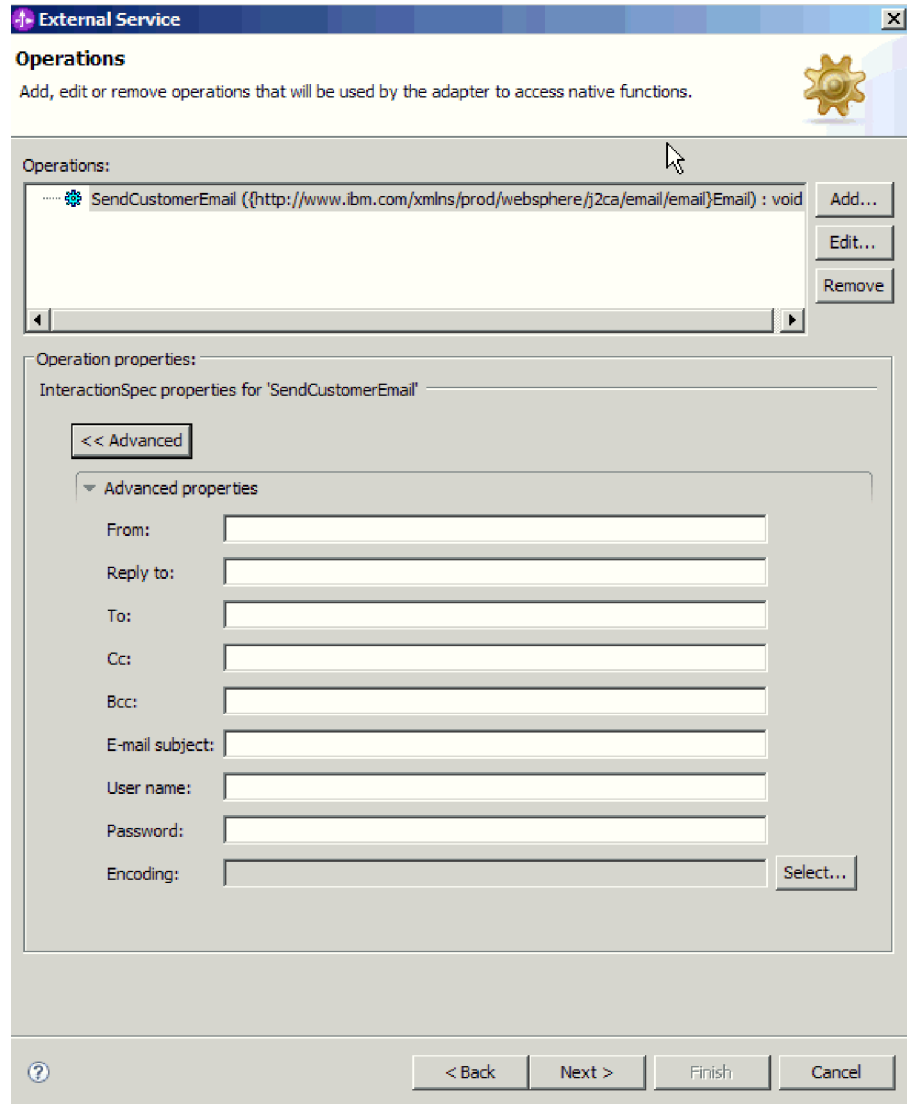 External Service
Operations
Add, edit or remove operations that will be used by the adapter to access native functions.
Operations:
SendCustomerEmail ({http://www.ibm.com/xmlns/prod/websphere/j2ca/email/email}Email) : void
Add...
Edit...
Remove
Operation properties:
InteractionSpec properties for 'SendCustomerEmail'
<< Advanced
Advanced properties
From:
Reply to:
To:
Cc:
Bcc:
E-mail subject:
User name:
Password:
Encoding:
Select...
< Back
Next >
Finish
Cancel